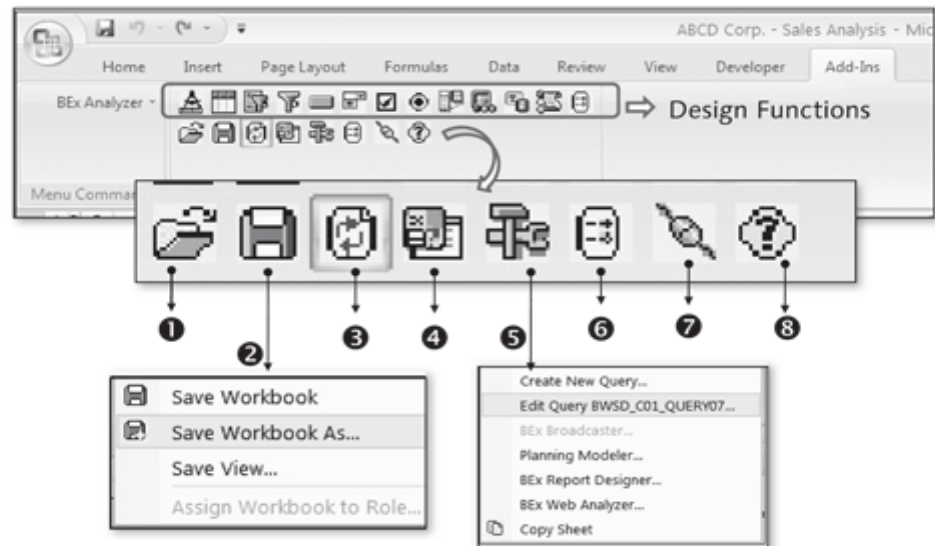 ABCD Corp. - Sales Analysis - Mic
Home Insert Page Layout Formulas Data Review View Developer Add-Ins
BEx Analyzer
Design Functions
Menu Comma
1 2 3 4 5 6 7 8
Save Workbook
Save Workbook As...
Save View...
Assign Workbook to Role...
Create New Query...
Edit Query BWSD_C01_QUERY07...
BEx Broadcaster...
Planning Modeler...
BEx Report Designer...
BEx Web Analyzer...
Copy Sheet